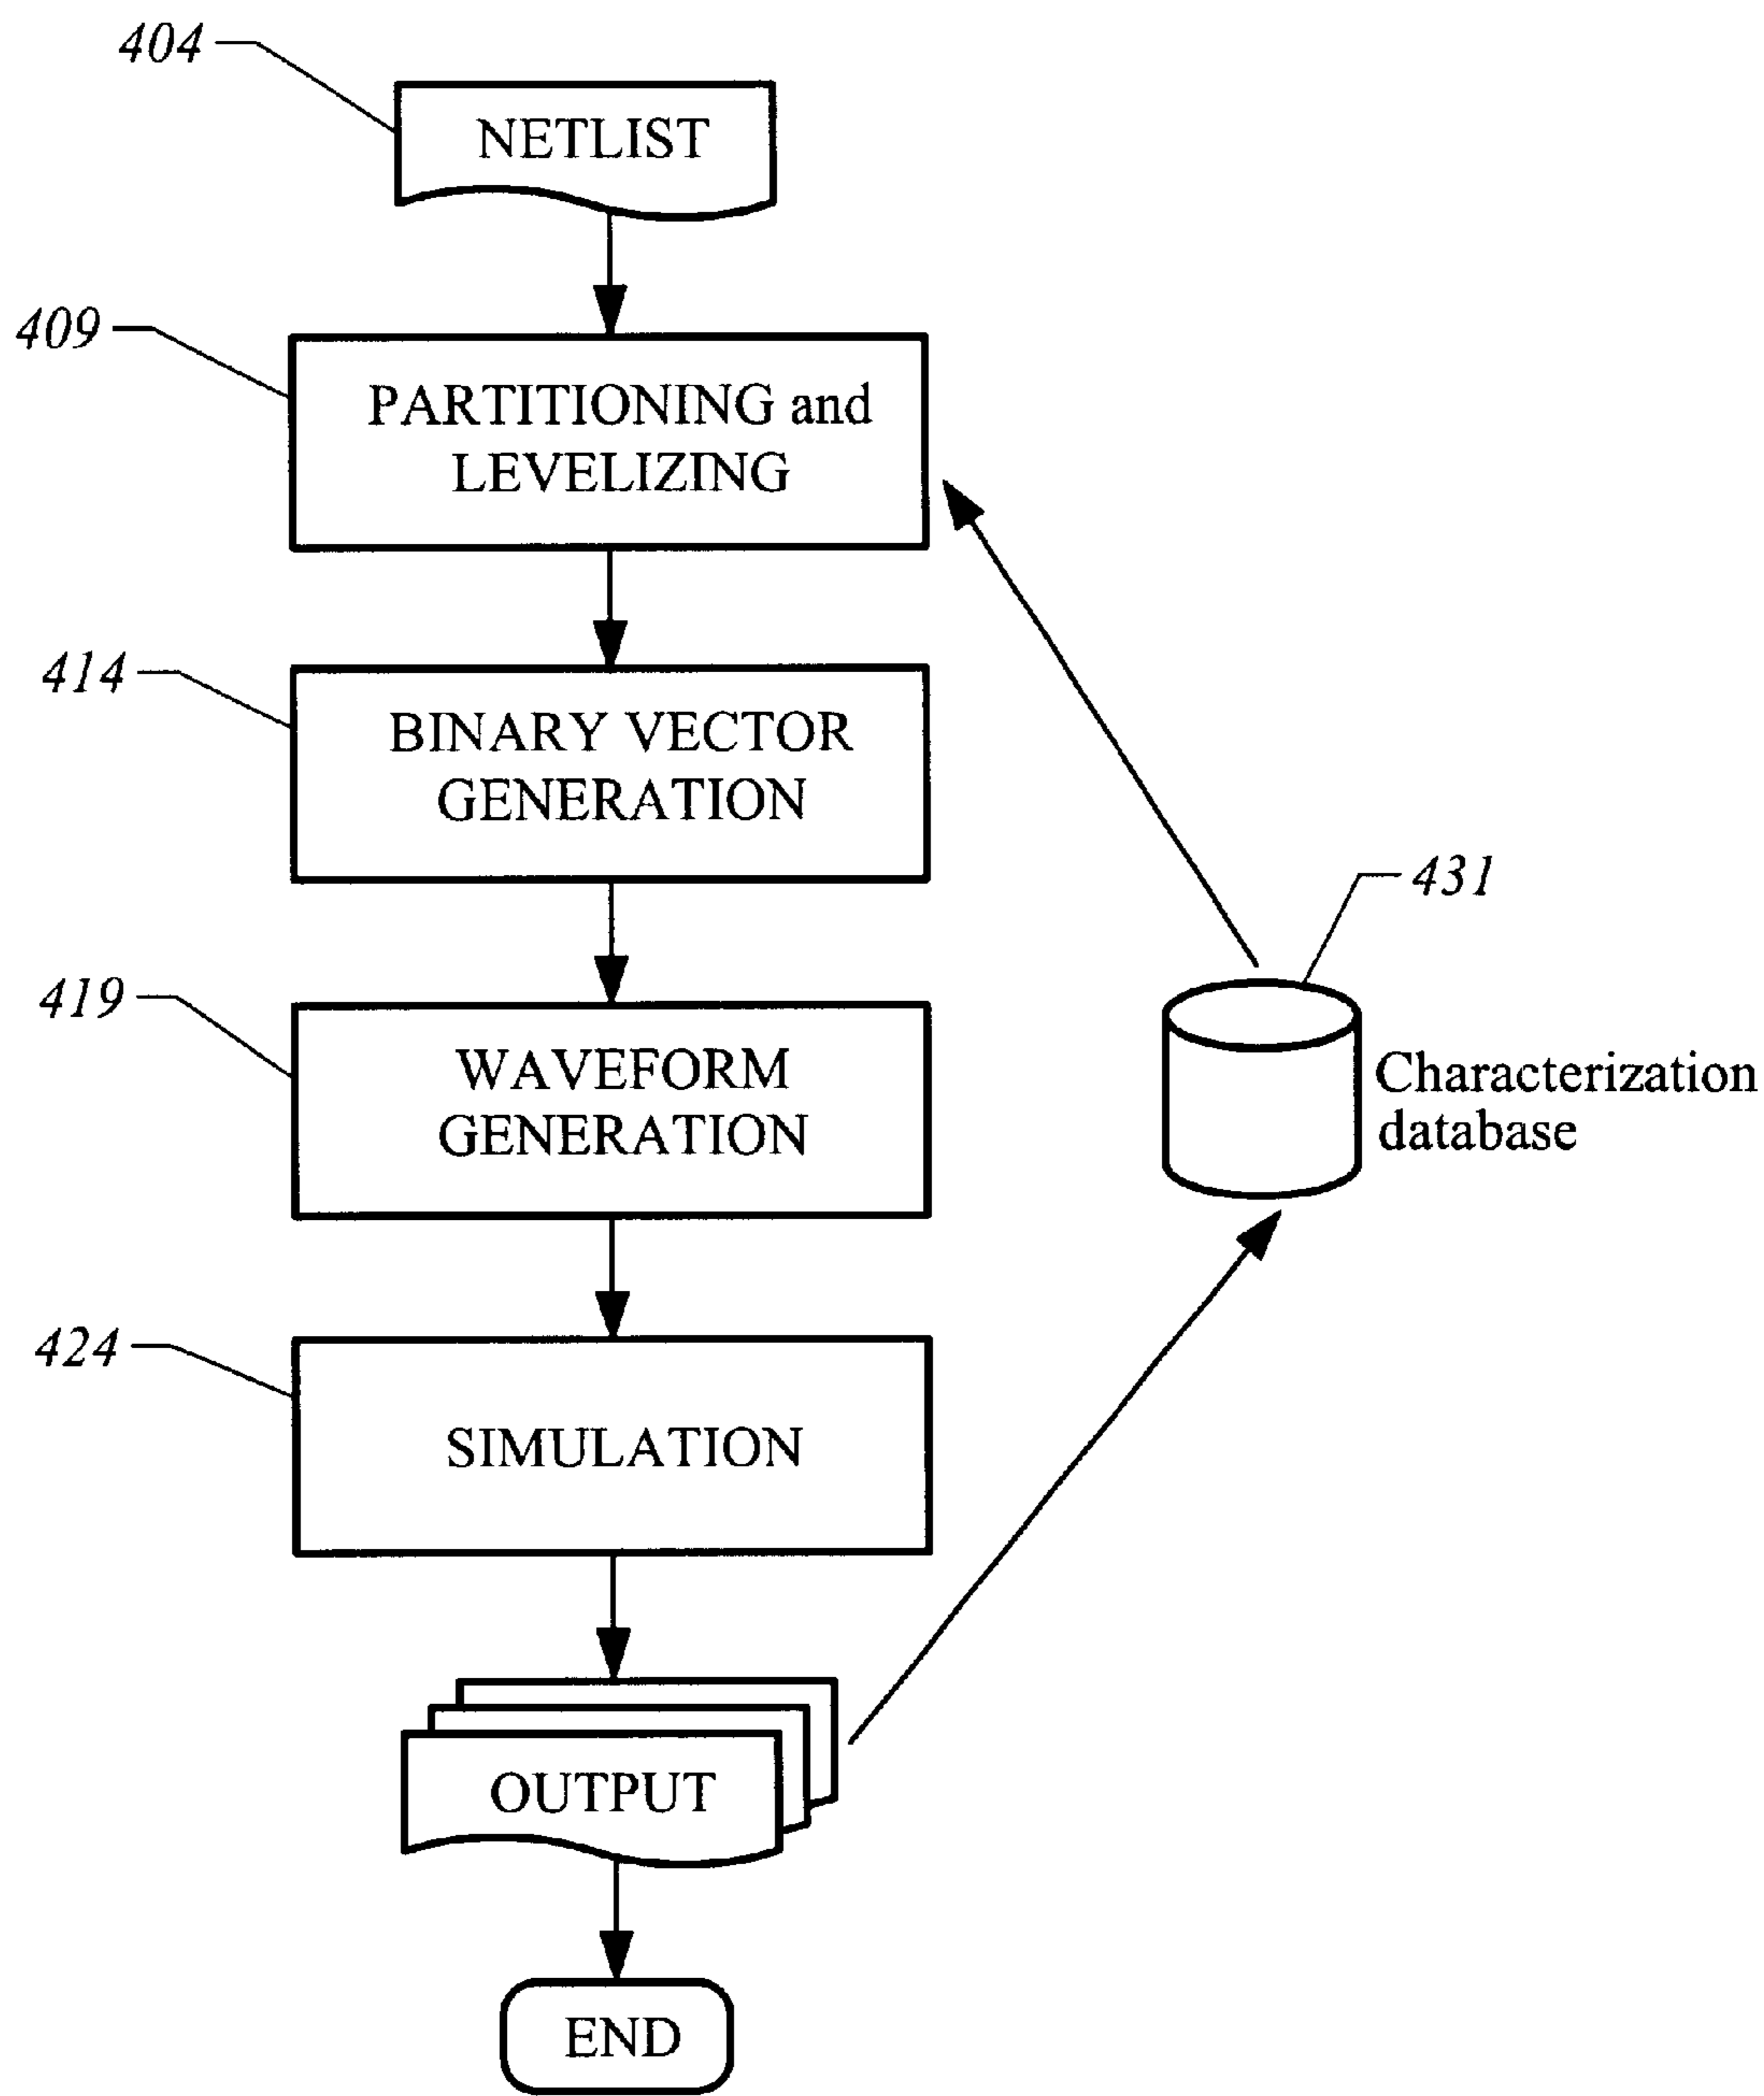 404
NETLIST
409
PARTITIONING and
LEVELIZING
414
BINARY VECTOR
GENERATION
431
419
WAVEFORM
GENERATION
Characterization
database
424
SIMULATION
OUTPUT
END